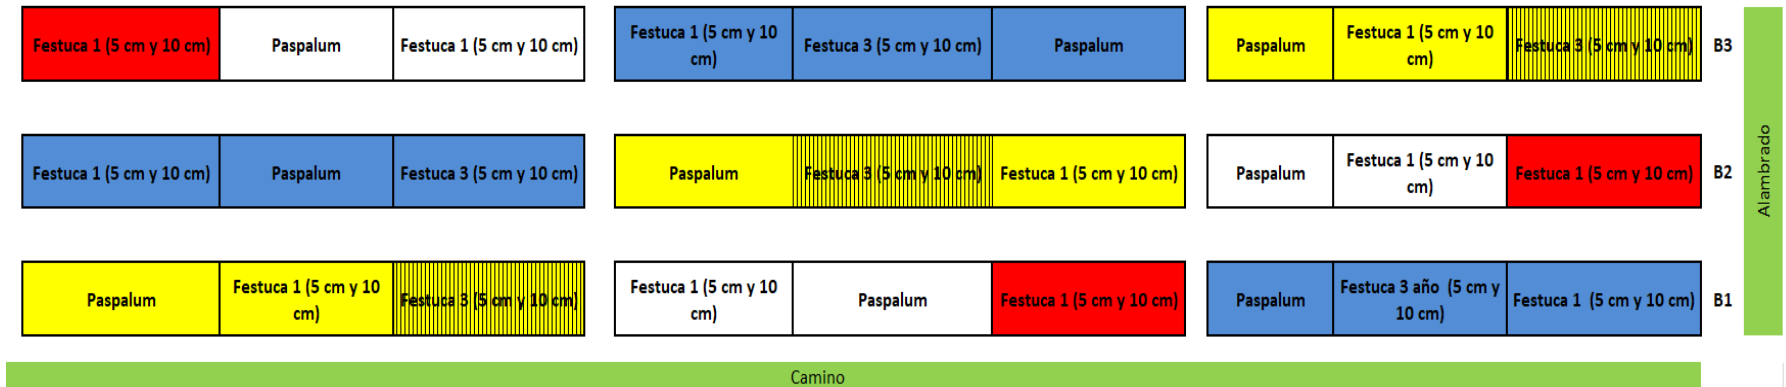 Festuca 1 (5 cm y 10 cm)
Paspalum
Festuca 1 (5 cm y 10 cm)
Festuca 1 (5 cm y 10
cm)
Festuca 3 (5 cm y 10 cm)
Paspalum
Paspalum
Festuca 1 (5 cm y 10
cm)
Festuca 3 (5 cm y 10 cm)
B3
Festuca 1 (5 cm y 10 cm)
Paspalum
Festuca 3 (5 cm y 10 cm)
Paspalum
Festuca 3 (5 cm y 10 cm)
Festuca 1 (5 cm y 10 cm)
Paspalum
Festuca 1 (5 cm y 10
cm)
Festuca 1 (5 cm y 10 cm)
B2
Paspalum
Festuca 1 (5 cm y 10
cm)
Festuca 3 (5 cm y 10 cm)
Festuca 1 (5 cm y 10
cm)
Paspalum
Festuca 1 (5 cm y 10 cm)
Paspalum
Festuca 3 año (5 cm y
10 cm)
Festuca 1 (5 cm y 10 cm)
B1
Alambrado
Camino